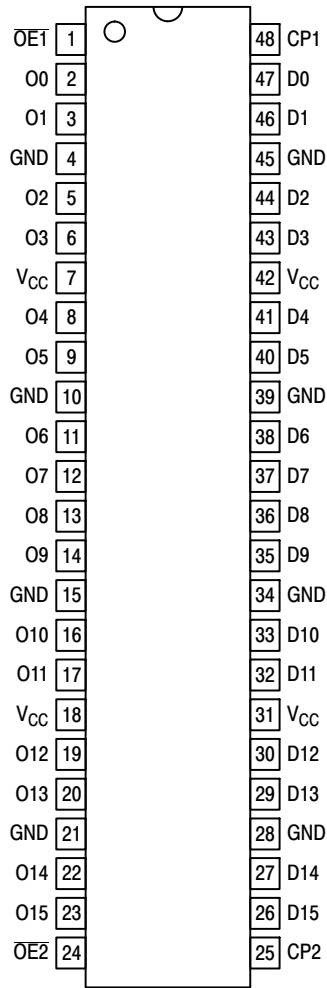 OE1 1 48 CP1
O0 2 47 D0
O1 3 46 D1
GND 4 45 GND
O2 5 44 D2
O3 6 43 D3
VCC 7 42 VCC
O4 8 41 D4
O5 9 40 D5
GND 10 39 GND
O6 11 38 D6
O7 12 37 D7
O8 13 36 D8
O9 14 35 D9
GND 15 34 GND
O10 16 33 D10
O11 17 32 D11
VCC 18 31 VCC
O12 19 30 D12
O13 20 29 D13
GND 21 28 GND
O14 22 27 D14
O15 23 26 D15
OE2 24 25 CP2